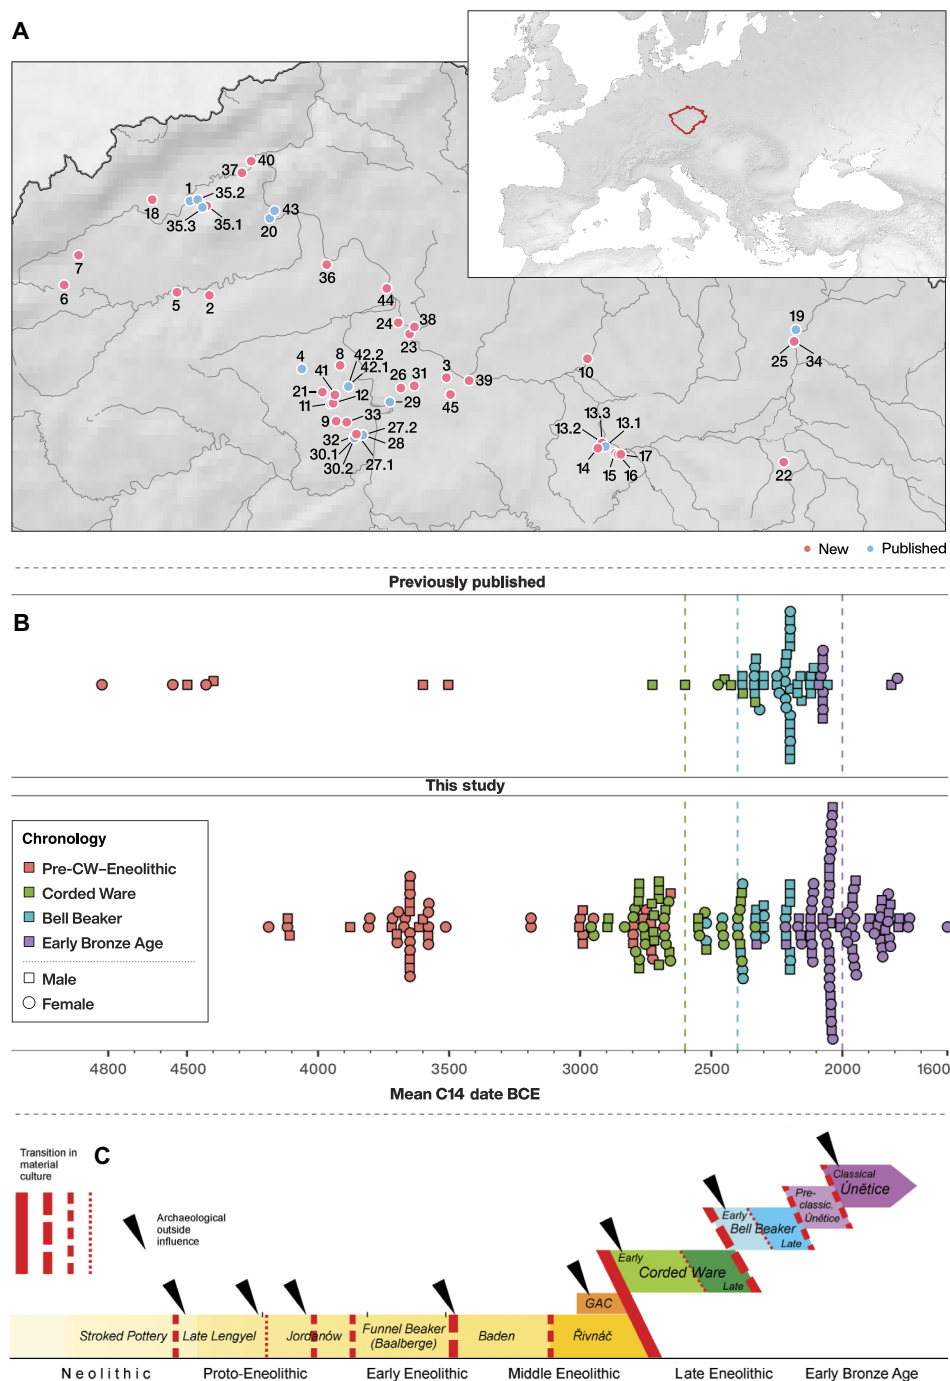 A
40
37
1
35.2
18
43
35.3
35.1
20
7
36
6
5
2
44
19
24
38
23
25
34
4
8
42.2
3
10
41
42.1
26
31
39
21
12
45
11
29
9
33
13.3
13.1
32
27.2
13.2
28
17
30.1
14
30.2
27.1
15
16
22
New
Published
Previously published
B
This study
Chronology
Pre-CW–Eneolithic
Corded Ware
Bell Beaker
Early Bronze Age
Male
Female
4800
4500
4000
3500
3000
2500
2000
1600
Mean C14 date BCE
C
Transition in
material
culture
Archaeological
outside
influence
Classical
Únětice
Pre-
classic.
Únětice
Early
Bell Beaker
Late
Early
Corded Ware
Late
GAC
Stroked Pottery
Late Lengyel
Jordanów
Funnel Beaker
(Baalberge)
Baden
Řivnáč
Neolithic
Proto-Eneolithic
Early Eneolithic
Middle Eneolithic
Late Eneolithic
Early Bronze Age